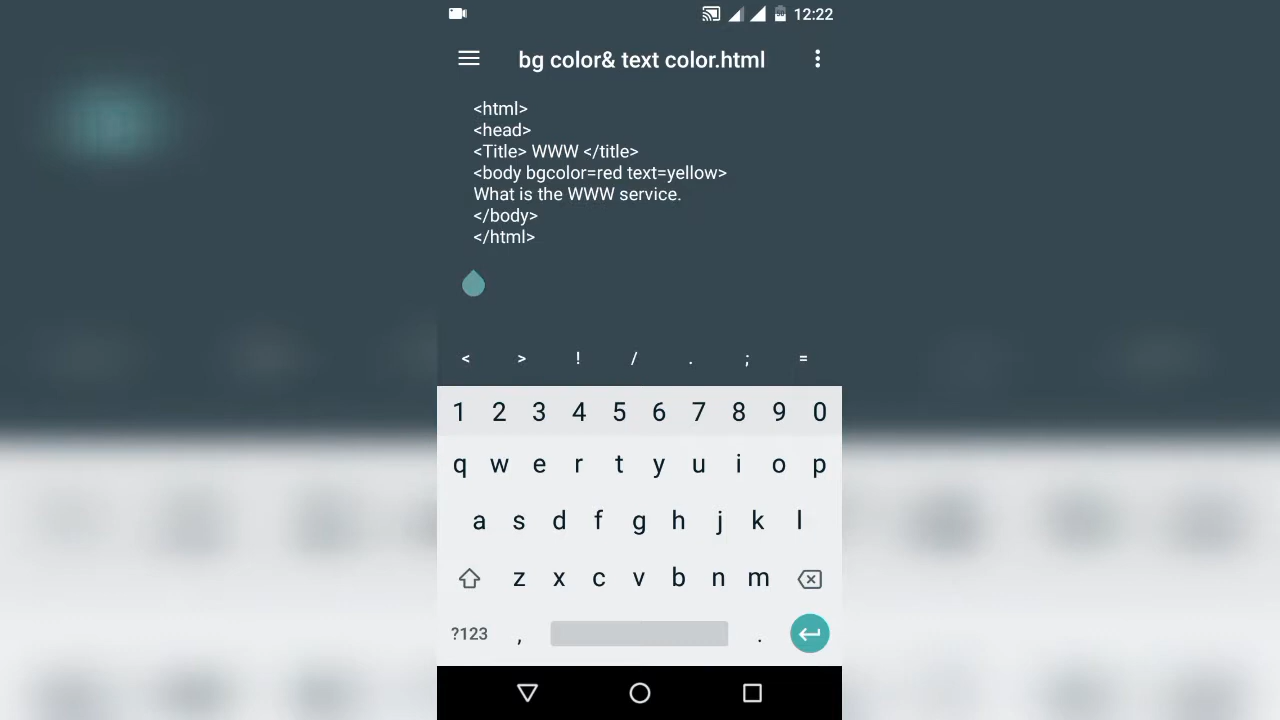 12:22
bg color& text color.html
<html>
<head>
<Title> WWW </title>
<body bgcolor=red text=yellow>
What is the WWW service.
</body>
</html>
< > ! / . ; =
1 2 3 4 5 6 7 8 9 0
q w e r t y u i o p
a s d f g h j k l
z x c v b n m
?123 , .